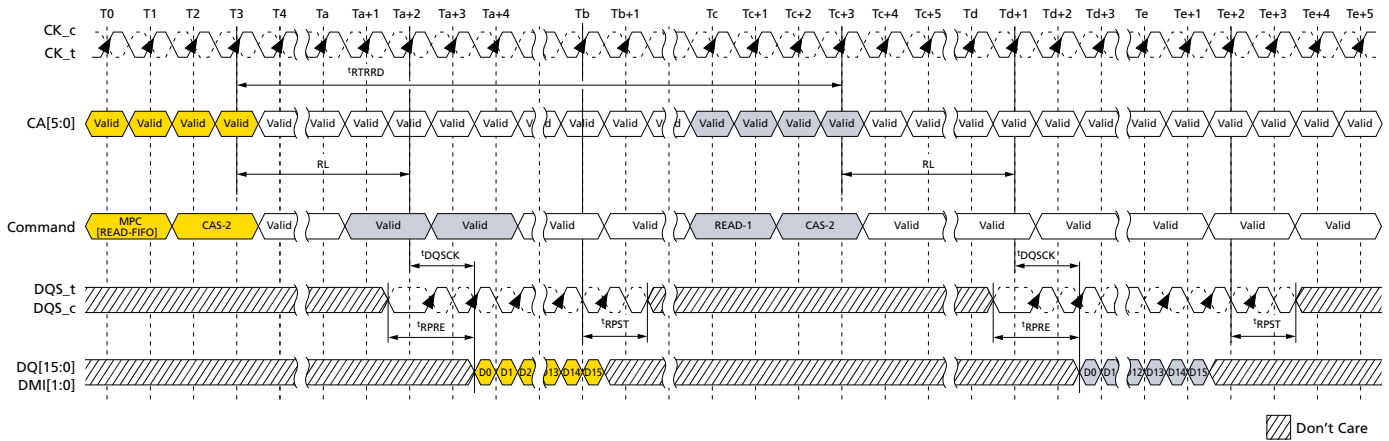 T0 T1 T2 T3 T4 Ta Ta+1 Ta+2 Ta+3 Ta+4 Tb Tb+1 Tc Tc+1 Tc+2 Tc+3 Tc+4 Tc+5 Td Td+1 Td+2 Td+3 Te Te+1 Te+2 Te+3 Te+4 Te+5
CK_c
CK_t
tRTRRD
CA[5:0] Valid Valid Valid Valid Valid Valid Valid Valid Valid Valid Valid Valid Valid Valid Valid Valid Valid Valid Valid Valid Valid Valid Valid Valid Valid Valid
RL RL
Command MPC [READ-FIFO] CAS-2 Valid Valid Valid Valid Valid READ-1 CAS-2 Valid Valid Valid Valid Valid Valid
tDQSCK tDQSCK
DQS_t
DQS_c
tRPRE tRPST tRPRE tRPST
DQ[15:0] D0 D1 D2 D13 D14 D15 D0 D1 D12 D13 D14 D15
DMI[1:0]
Don't Care